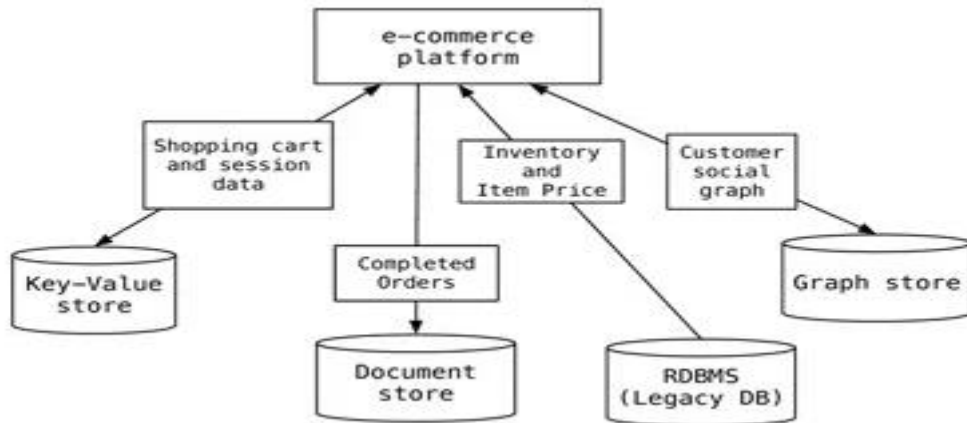 e-commerce
platform
Shopping cart
and session
data
Inventory
and
Item Price
Customer
social
graph
Completed
Orders
Key-Value
store
Graph store
Document
store
RDBMS
(Legacy DB)